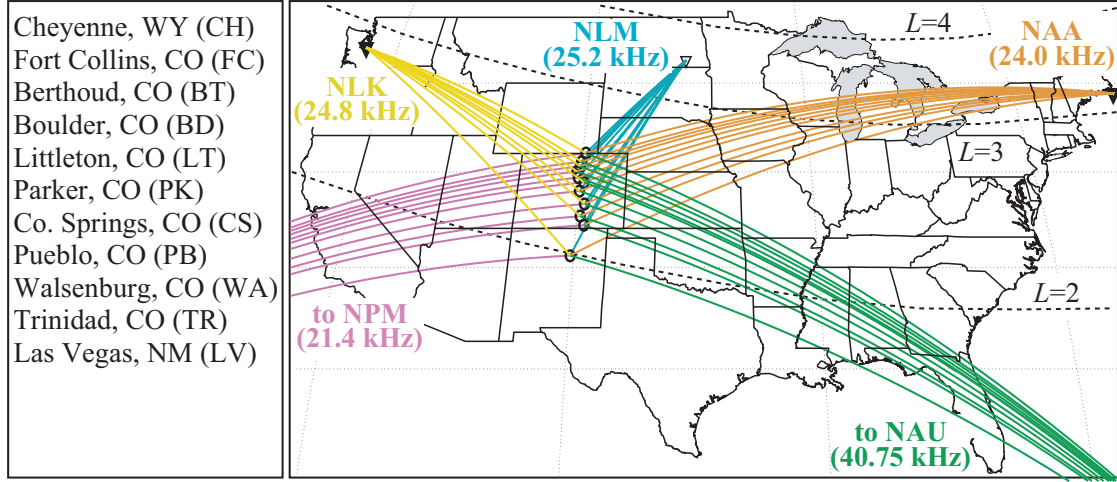 Cheyenne, WY (CH)
Fort Collins, CO (FC)
Berthoud, CO (BT)
Boulder, CO (BD)
Littleton, CO (LT)
Parker, CO (PK)
Co. Springs, CO (CS)
Pueblo, CO (PB)
Walsenburg, CO (WA)
Trinidad, CO (TR)
Las Vegas, NM (LV)
NLM
(25.2 kHz)
L=4
NAA
(24.0 kHz)
NLK
(24.8 kHz)
L=3
L=2
to NPM
(21.4 kHz)
to NAU
(40.75 kHz)